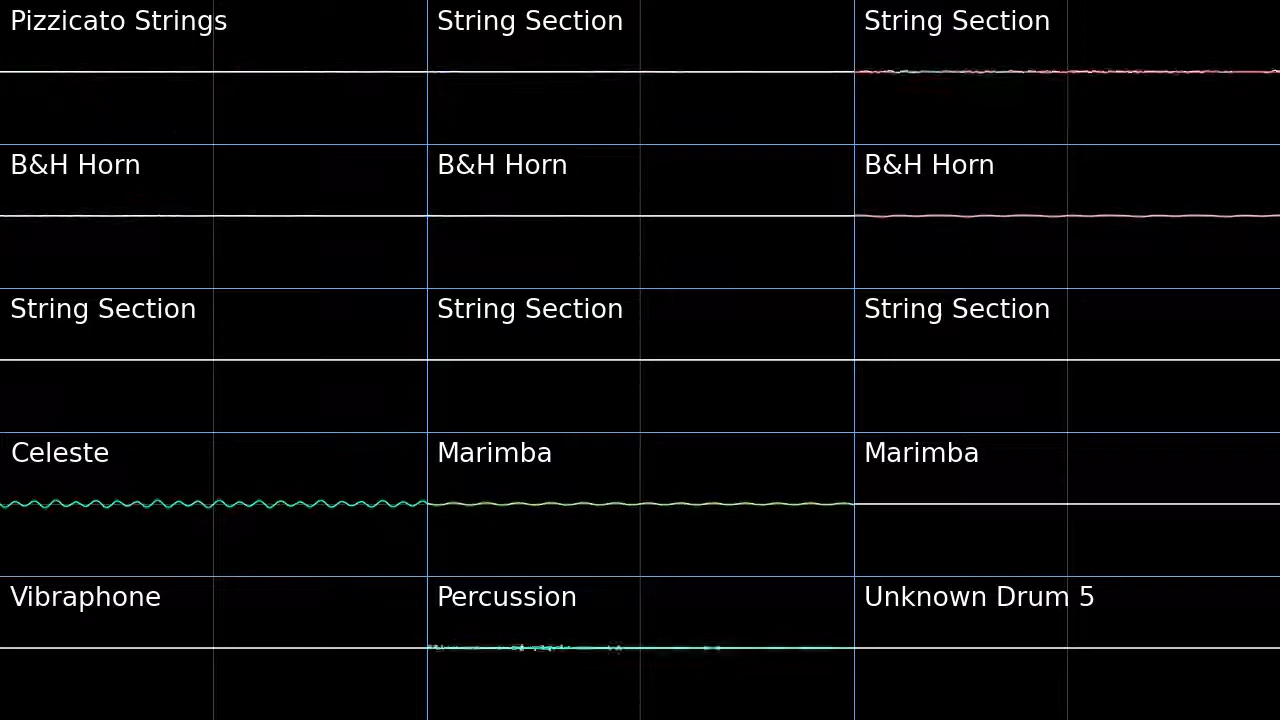 Pizzicato Strings
String Section
String Section
B&H Horn
B&H Horn
B&H Horn
String Section
String Section
String Section
Celeste
Marimba
Marimba
Vibraphone
Percussion
Unknown Drum 5